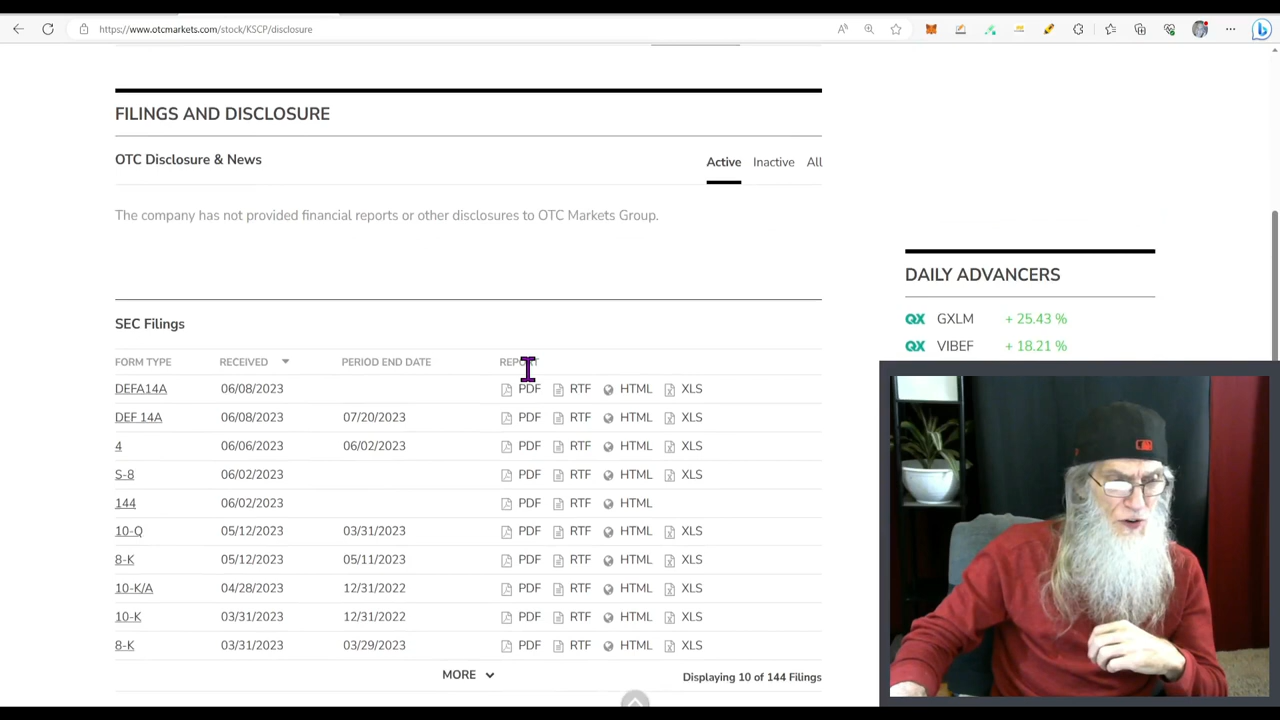 https://www.otcmarkets.com/stock/KSCP/disclosure
FILINGS AND DISCLOSURE
OTC Disclosure & News
Active Inactive All
The company has not provided financial reports or other disclosures to OTC Markets Group.
SEC Filings
FORM TYPE RECEIVED PERIOD END DATE REPORT
DEFA14A 06/08/2023 PDF RTF HTML XLS
DEF 14A 06/08/2023 07/20/2023 PDF RTF HTML XLS
4 06/06/2023 06/02/2023 PDF RTF HTML XLS
S-8 06/02/2023 PDF RTF HTML XLS
144 06/02/2023 PDF RTF HTML
10-Q 05/12/2023 03/31/2023 PDF RTF HTML XLS
8-K 05/12/2023 05/11/2023 PDF RTF HTML XLS
10-K/A 04/28/2023 12/31/2022 PDF RTF HTML XLS
10-K 03/31/2023 12/31/2022 PDF RTF HTML XLS
8-K 03/31/2023 03/29/2023 PDF RTF HTML XLS
MORE
Displaying 10 of 144 Filings
DAILY ADVANCERS
QX GXLM + 25.43 %
QX VIBEF + 18.21 %